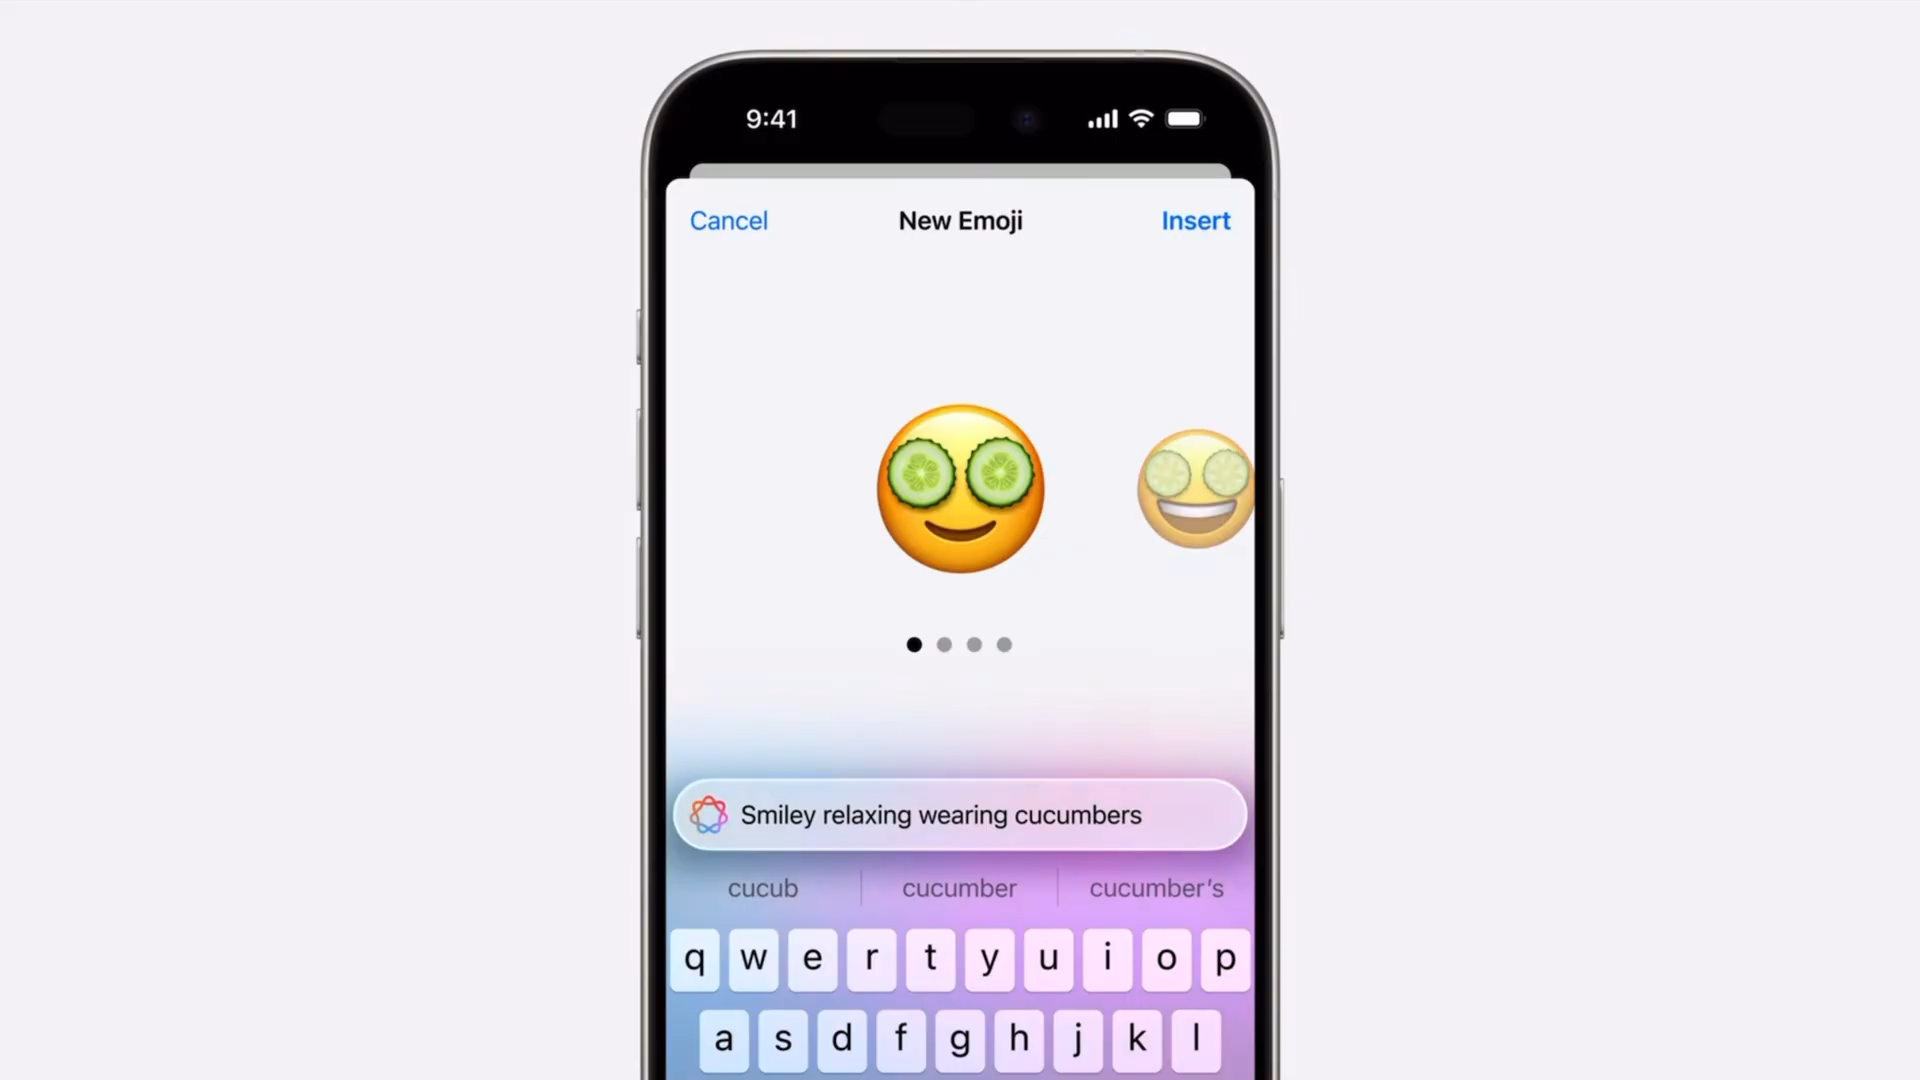 9:41
Cancel New Emoji Insert
Smiley relaxing wearing cucumbers
cucub cucumber cucumber's
q w e r t y u i o p
a s d f g h j k l